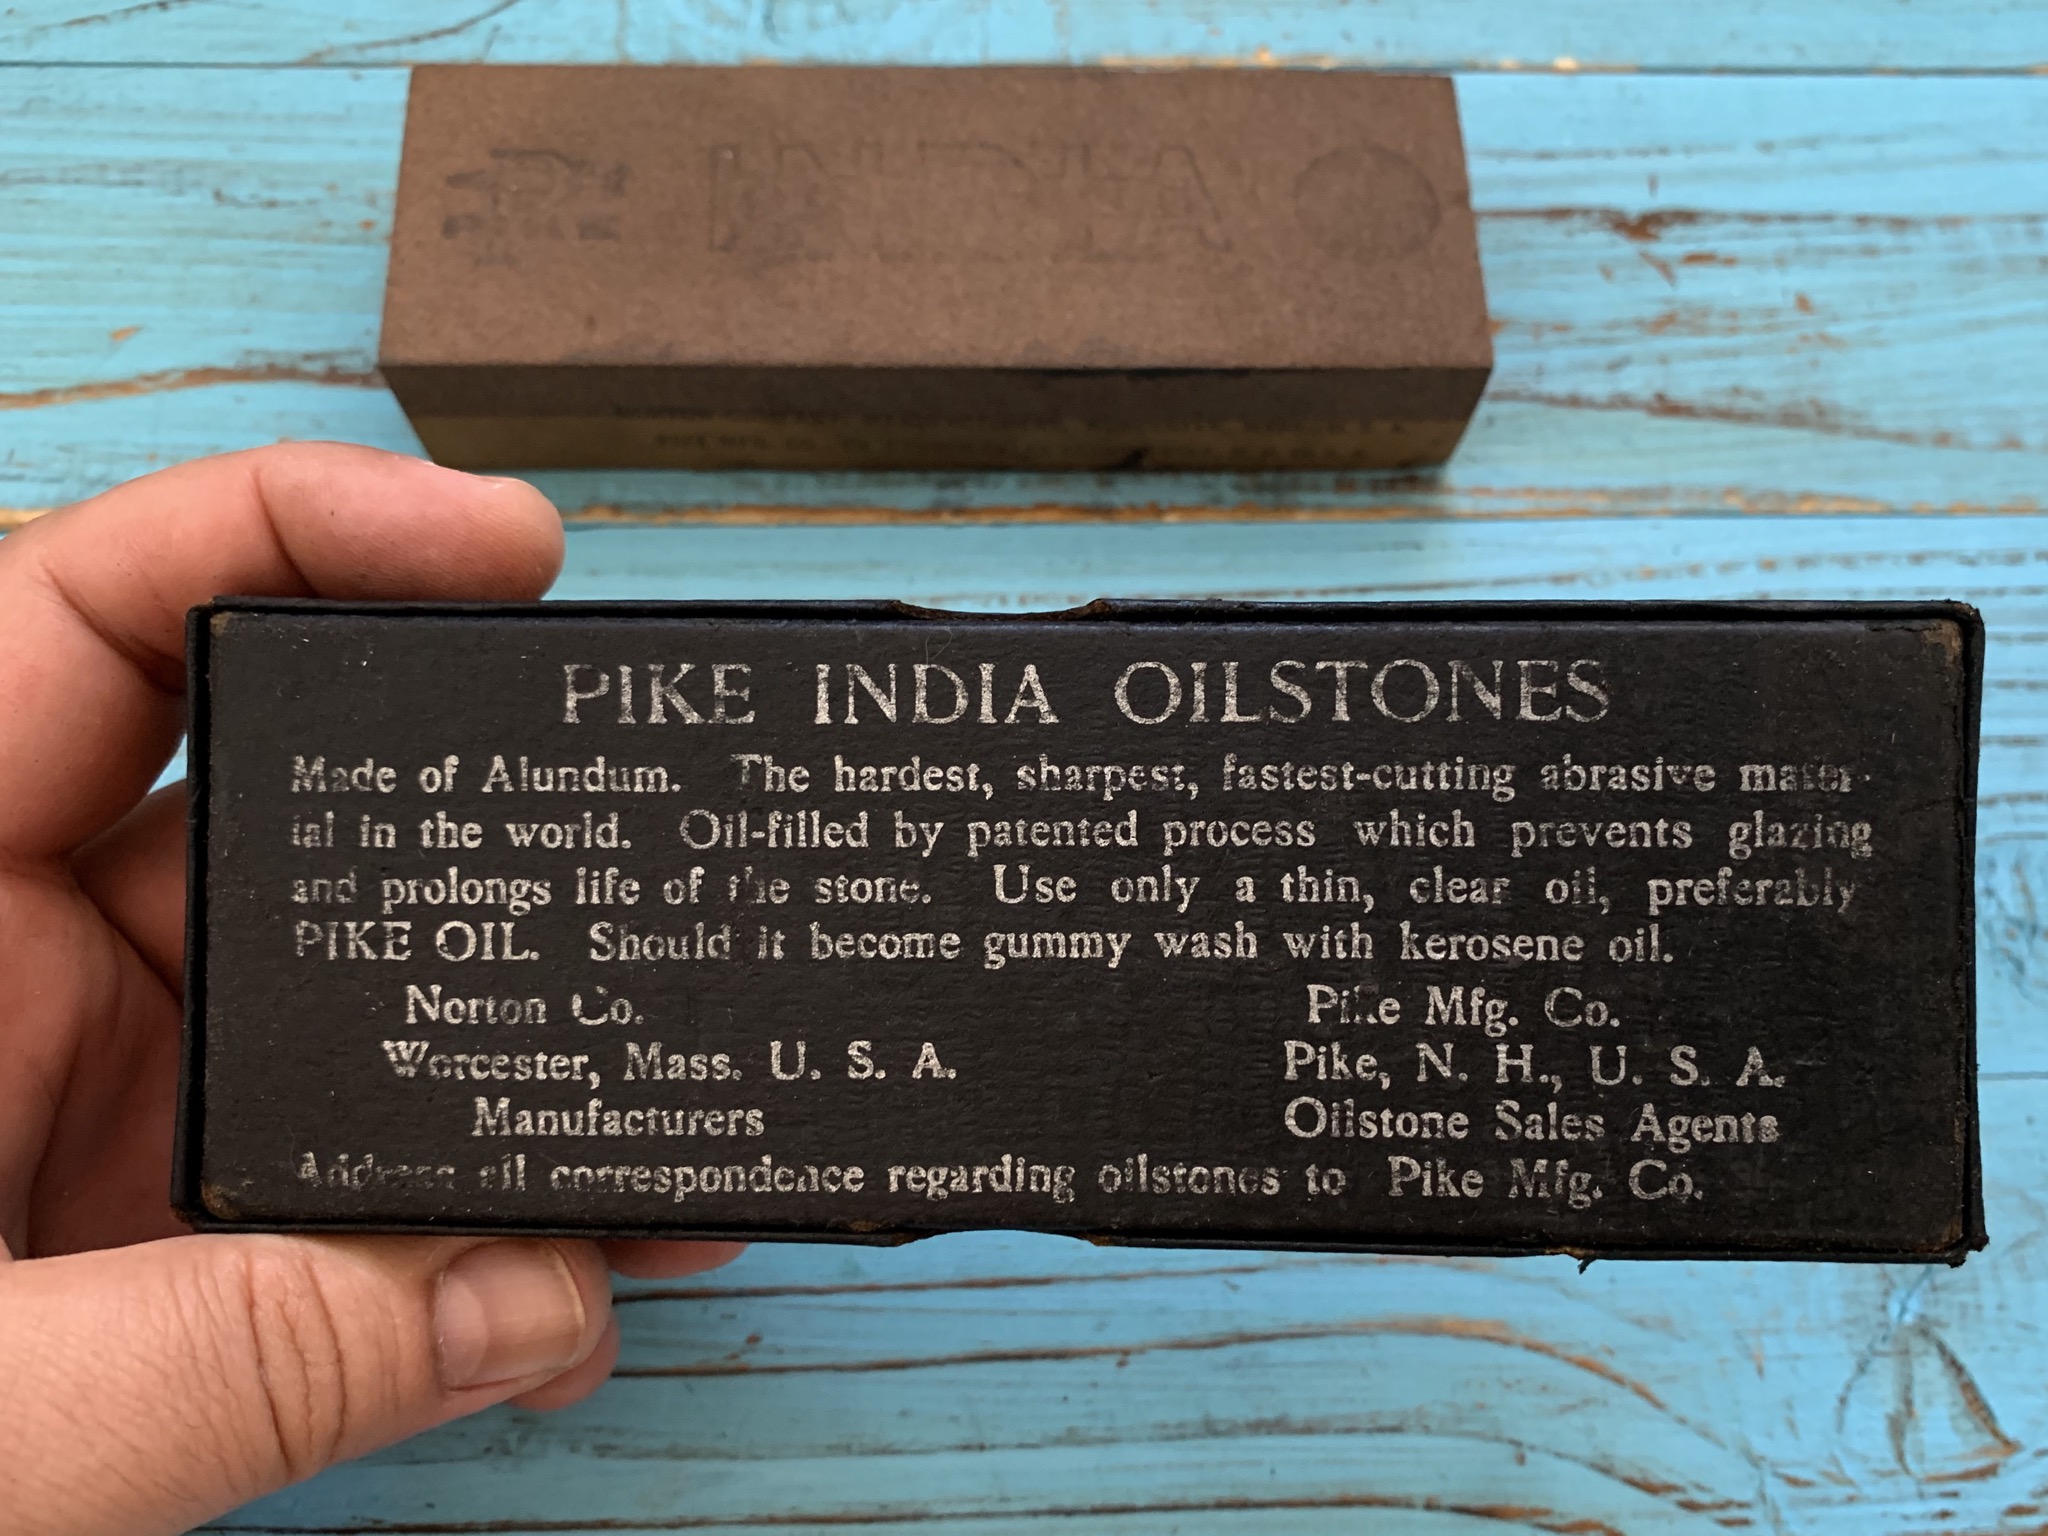 INDIA
PIKE INDIA OILSTONES
Made of Alundum. The hardest, sharpest, fastest-cutting abrasive mater-
ial in the world. Oil-filled by patented process which prevents glazing
and prolongs life of the stone. Use only a thin, clear oil, preferably
PIKE OIL. Should it become gummy wash with kerosene oil.
Norton Co.
Worcester, Mass. U. S. A.
Manufacturers
Pike Mfg. Co.
Pike, N. H., U. S. A.
Oilstone Sales Agents
Address all correspondence regarding oilstones to Pike Mfg. Co.